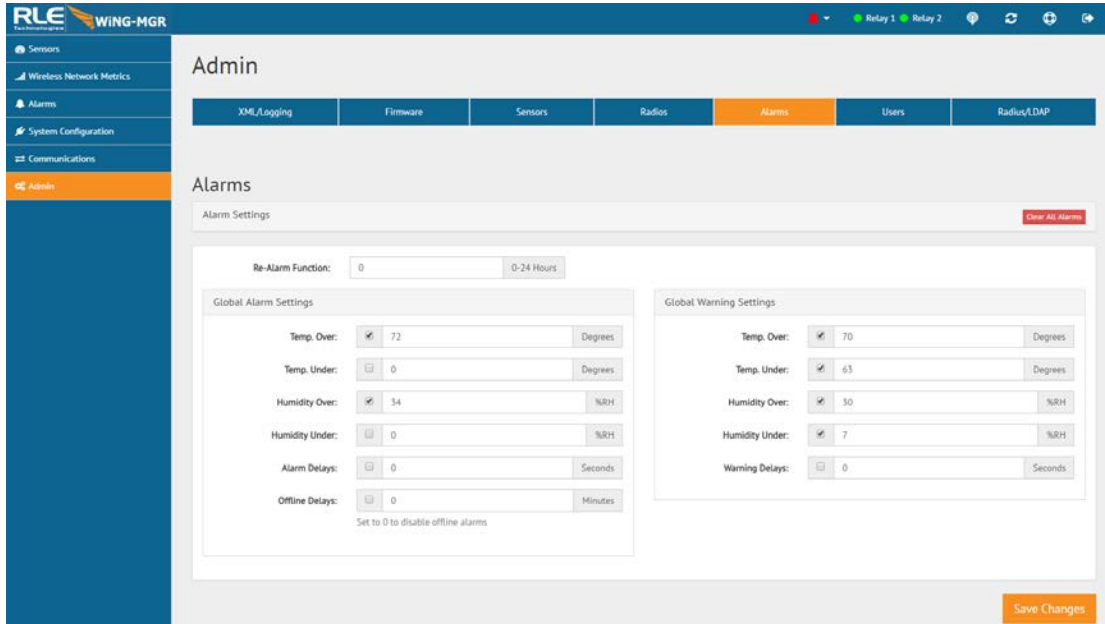 RLE WiNG-MGR
Technologies
Relay 1 Relay 2
Sensors
Wireless Network Metrics
Alarms
System Configuration
Communications
Admin
Admin
XML/Logging Firmware Sensors Radios Alarms Users Radius/LDAP
Alarms
Alarm Settings Clear All Alarms
Re-Alarm Function: 0 0-24 Hours
Global Alarm Settings
Temp. Over: 72 Degrees
Temp. Under: 0 Degrees
Humidity Over: 34 %RH
Humidity Under: 0 %RH
Alarm Delays: 0 Seconds
Offline Delays: 0 Minutes
Set to 0 to disable offline alarms
Global Warning Settings
Temp. Over: 70 Degrees
Temp. Under: 63 Degrees
Humidity Over: 30 %RH
Humidity Under: 7 %RH
Warning Delays: 0 Seconds
Save Changes